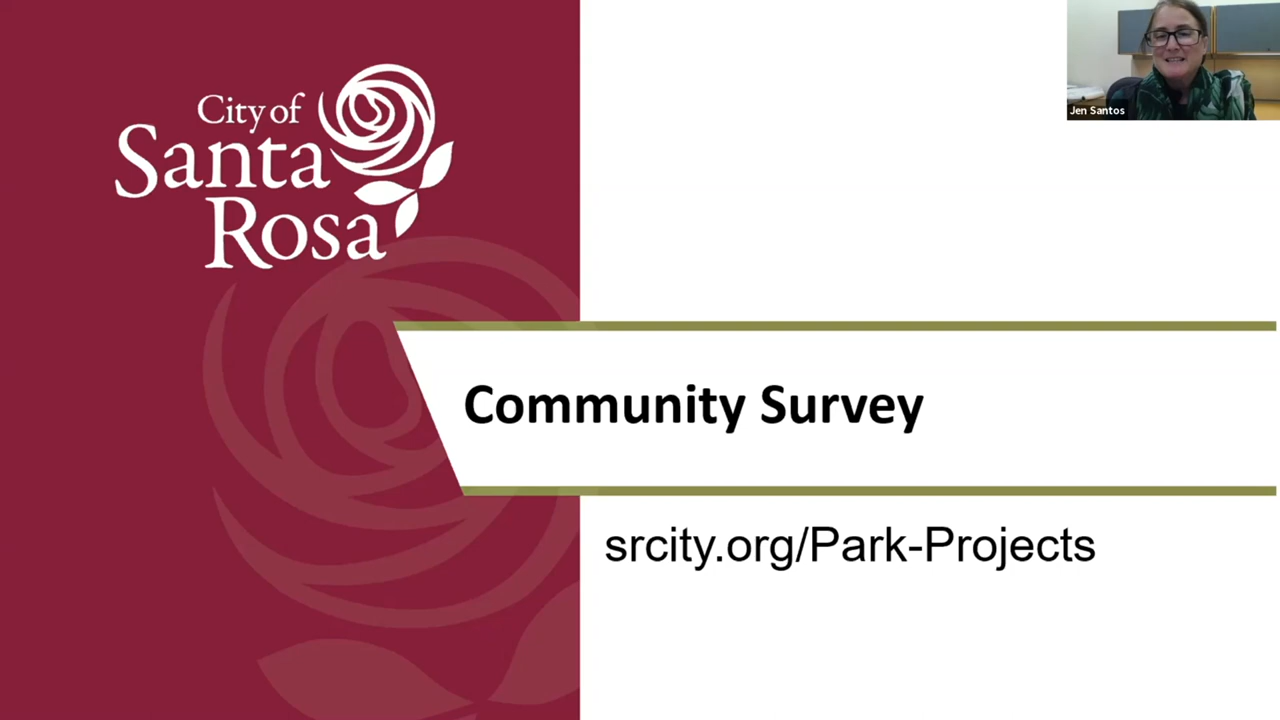 City of
Santa
Rosa
Jen Santos
Community Survey
srcity.org/Park-Projects